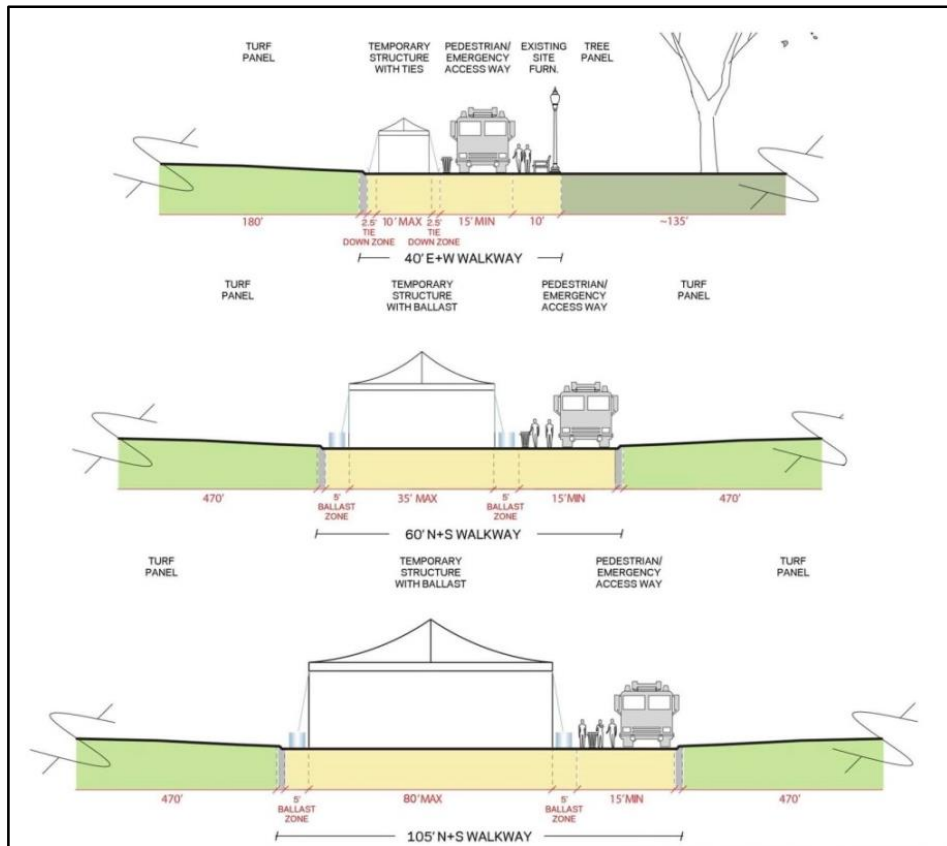 TURF
PANEL
TEMPORARY
STRUCTURE
WITH TIES
PEDESTRIAN/
EMERGENCY
ACCESS WAY
EXISTING
SITE
FURN.
TREE
PANEL
180'
2.5'
TIE
DOWN ZONE
10' MAX
2.5'
TIE
DOWN ZONE
15' MIN
10'
~135'
40' E+W WALKWAY
TURF
PANEL
TEMPORARY
STRUCTURE
WITH BALLAST
PEDESTRIAN/
EMERGENCY
ACCESS WAY
TURF
PANEL
470'
5'
BALLAST
ZONE
35' MAX
5'
BALLAST
ZONE
15' MIN
470'
60' N+S WALKWAY
TURF
PANEL
TEMPORARY
STRUCTURE
WITH BALLAST
PEDESTRIAN/
EMERGENCY
ACCESS WAY
TURF
PANEL
470'
5'
BALLAST
ZONE
80' MAX
5'
BALLAST
ZONE
15' MIN
470'
105' N+S WALKWAY